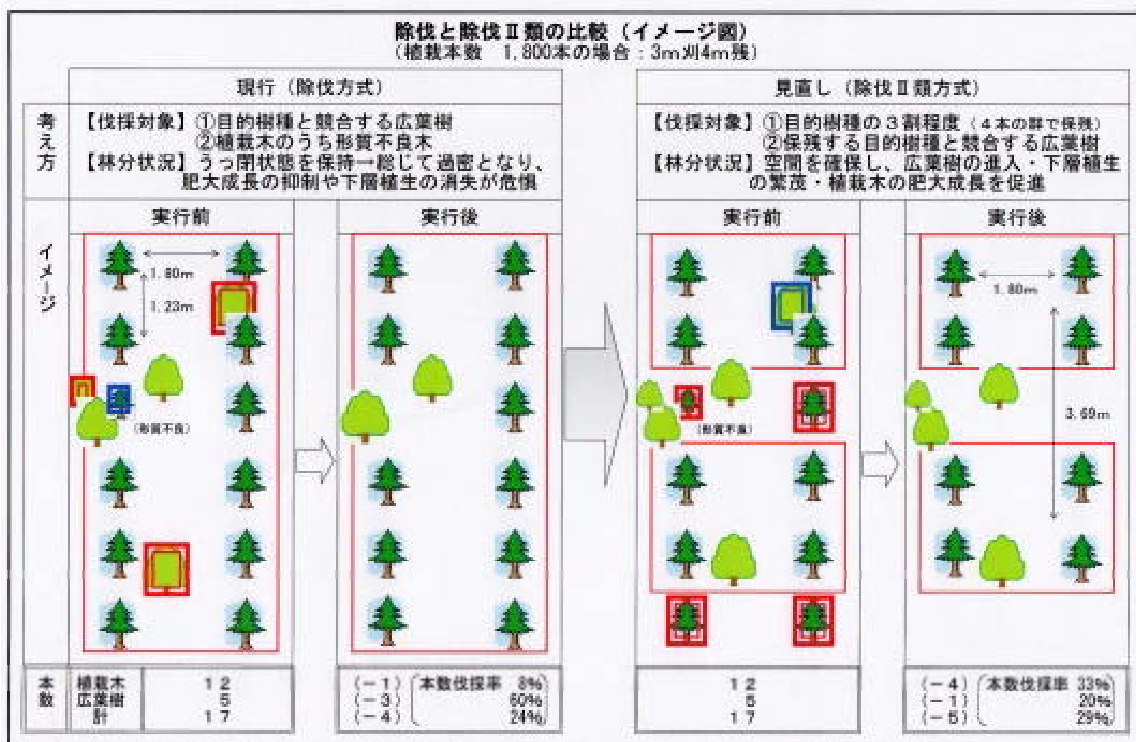 除伐と除伐Ⅱ類の比較（イメージ図）
（植栽本数 1,800本の場合：3m刈4m残）
現行（除伐方式）
見直し（除伐Ⅱ類方式）
考え方
【伐採対象】①目的樹種と競合する広葉樹
②植栽木のうち形質不良木
【林分状況】うっ閉状態を保持→総じて過密となり、
肥大成長の抑制や下層植生の消失が危惧
【伐採対象】①目的樹種の３割程度（４本の群で保残）
②保残する目的樹種と競合する広葉樹
【林分状況】空間を確保し、広葉樹の進入・下層植生
の繁茂・植栽木の肥大成長を促進
実行前
実行後
実行前
実行後
イメージ
1.80m
1.23m
（形質不良）
（形質不良）
1.80m
3.69m
本数
植栽木 12
広葉樹 5
計 17
（－1） 本数伐採率 8%
（－3） 60%
（－4） 24%
12
5
17
（－4） 本数伐採率 33%
（－1） 20%
（－5） 29%